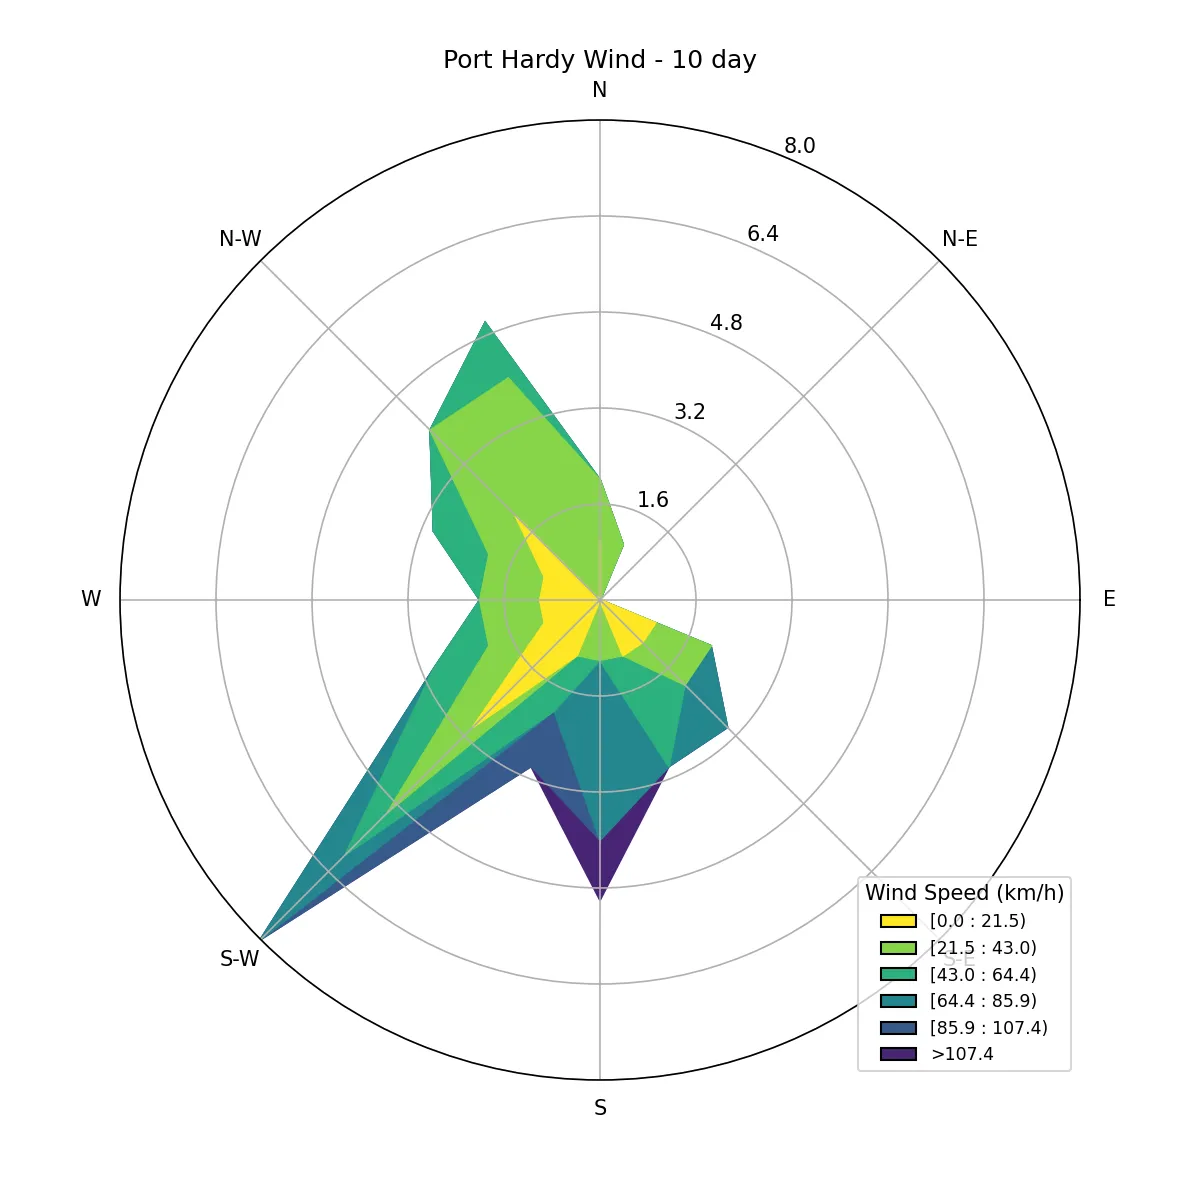 Port Hardy Wind - 10 day
N
8.0
N-W
N-E
6.4
4.8
3.2
1.6
W
E
S-W
S-E
S
Wind Speed (km/h)
[0.0 : 21.5)
[21.5 : 43.0)
[43.0 : 64.4)
[64.4 : 85.9)
[85.9 : 107.4)
>107.4